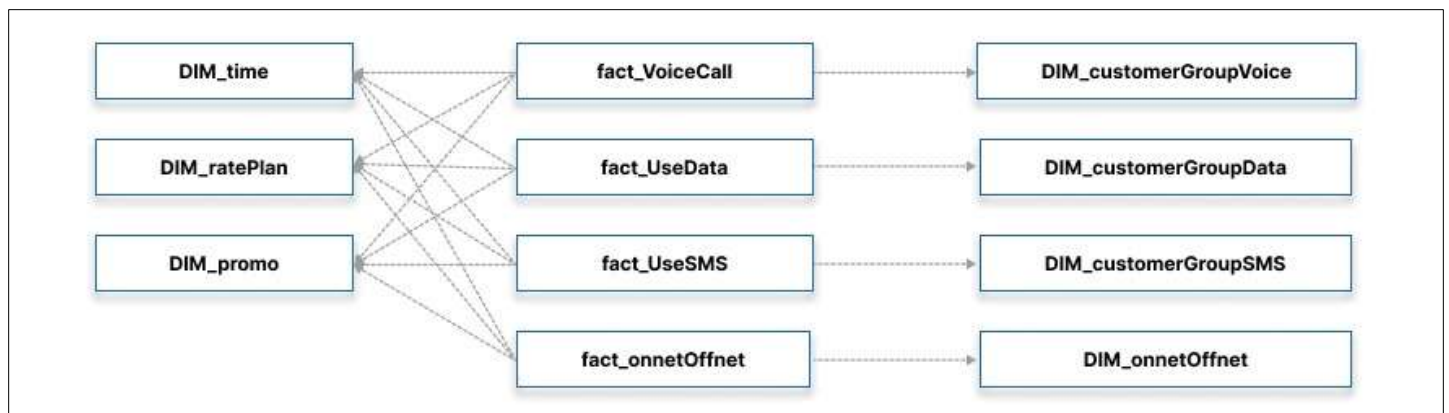 DIM_time
fact_VoiceCall
DIM_customerGroupVoice
DIM_ratePlan
fact_UseData
DIM_customerGroupData
DIM_promo
fact_UseSMS
DIM_customerGroupSMS
fact_onnetOffnet
DIM_onnetOffnet